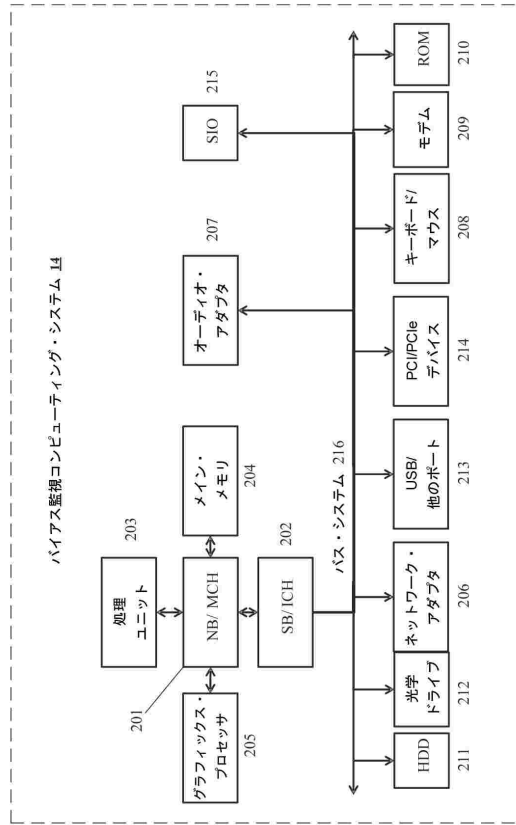 バイアス監視コンピューティング・システム 14
203
処理
ユニット
201
グラフィックス・
プロセッサ
205
NB/ MCH
メイン・
メモリ
204
SB/ICH
202
オーディオ・
アダプタ
207
SIO
215
バス・システム 216
HDD
211
光学
ドライブ
212
ネットワーク・
アダプタ
206
USB/
他のポート
213
PCI/PCIe
デバイス
214
キーボード/
マウス
208
モデム
209
ROM
210